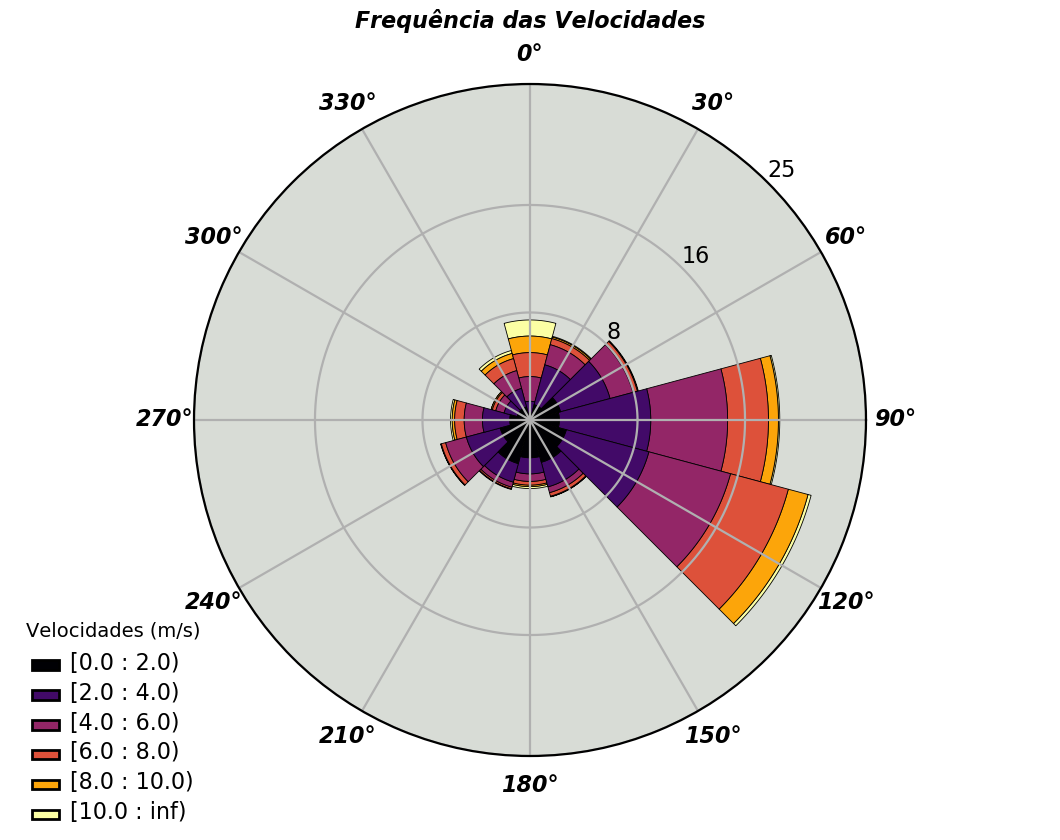 Frequência das Velocidades
0°
330°
30°
25
300°
60°
16
8
270°
90°
240°
120°
210°
150°
180°
Velocidades (m/s)
[0.0 : 2.0)
[2.0 : 4.0)
[4.0 : 6.0)
[6.0 : 8.0)
[8.0 : 10.0)
[10.0 : inf)